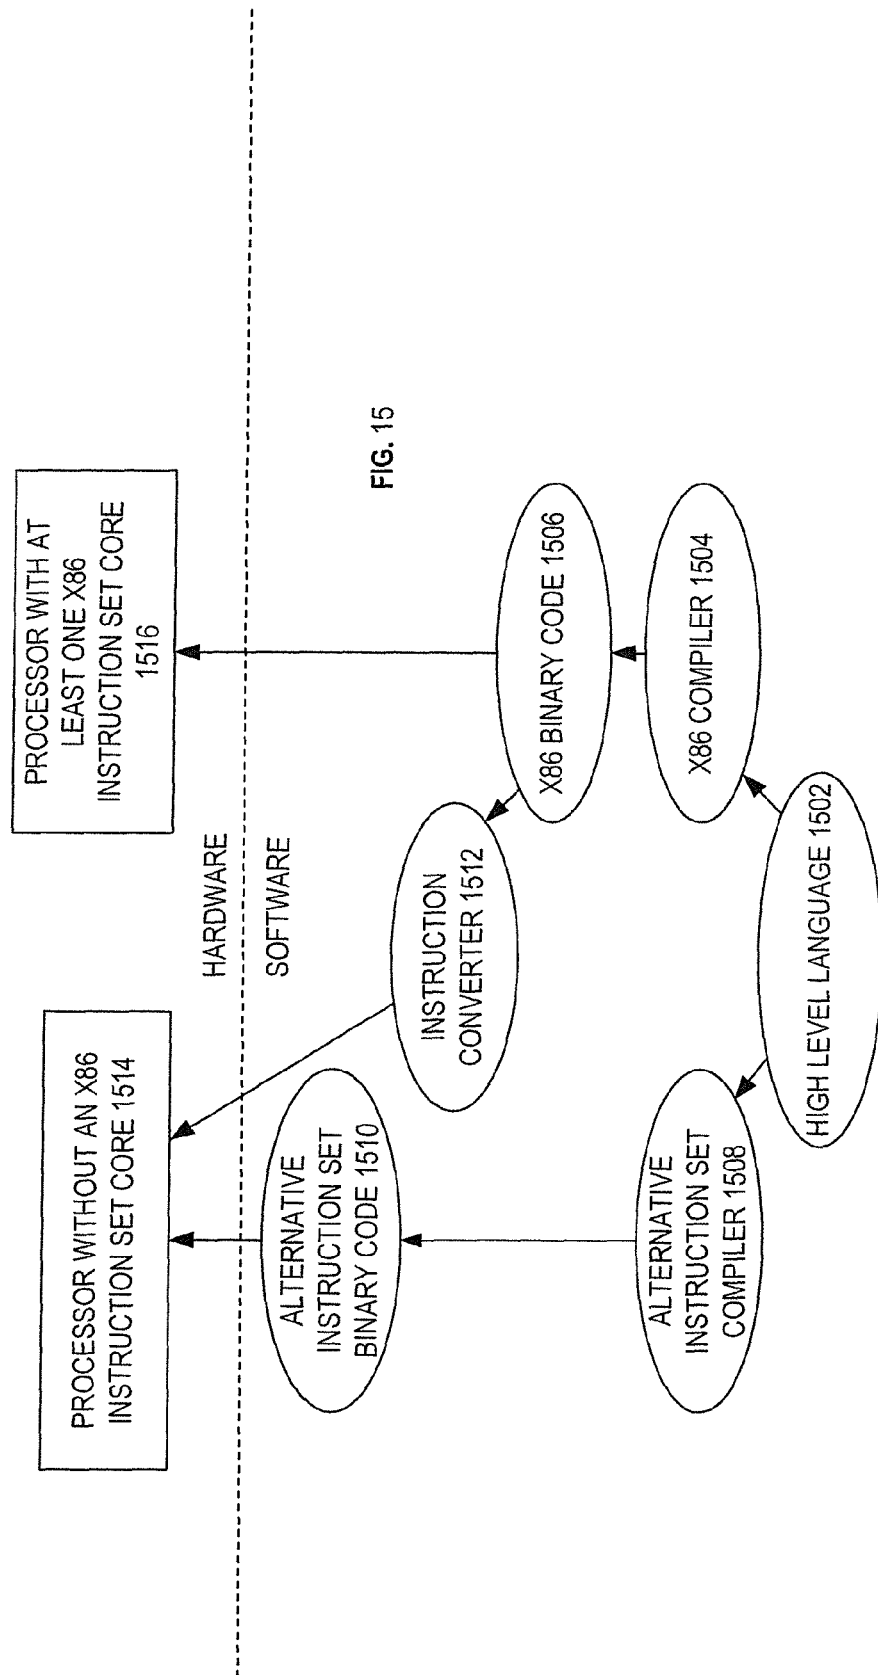 PROCESSOR WITHOUT AN X86
INSTRUCTION SET CORE 1514
PROCESSOR WITH AT
LEAST ONE X86
INSTRUCTION SET CORE
1516
HARDWARE
SOFTWARE
ALTERNATIVE
INSTRUCTION SET
BINARY CODE 1510
INSTRUCTION
CONVERTER 1512
X86 BINARY CODE 1506
FIG. 15
ALTERNATIVE
INSTRUCTION SET
COMPILER 1508
X86 COMPILER 1504
HIGH LEVEL LANGUAGE 1502